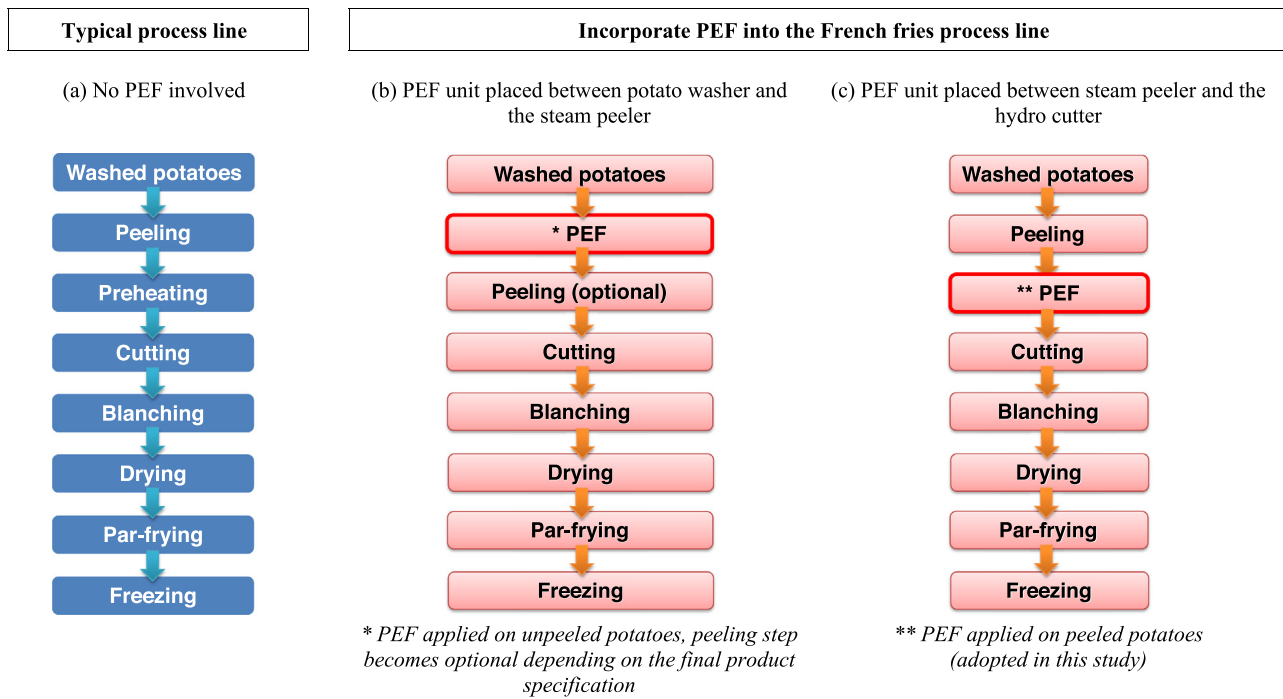 Typical process line
Incorporate PEF into the French fries process line
(a) No PEF involved
Washed potatoes
Peeling
Preheating
Cutting
Blanching
Drying
Par-frying
Freezing
(b) PEF unit placed between potato washer and
the steam peeler
Washed potatoes
* PEF
Peeling (optional)
Cutting
Blanching
Drying
Par-frying
Freezing
* PEF applied on unpeeled potatoes, peeling step
becomes optional depending on the final product
specification
(c) PEF unit placed between steam peeler and the
hydro cutter
Washed potatoes
Peeling
** PEF
Cutting
Blanching
Drying
Par-frying
Freezing
** PEF applied on peeled potatoes
(adopted in this study)